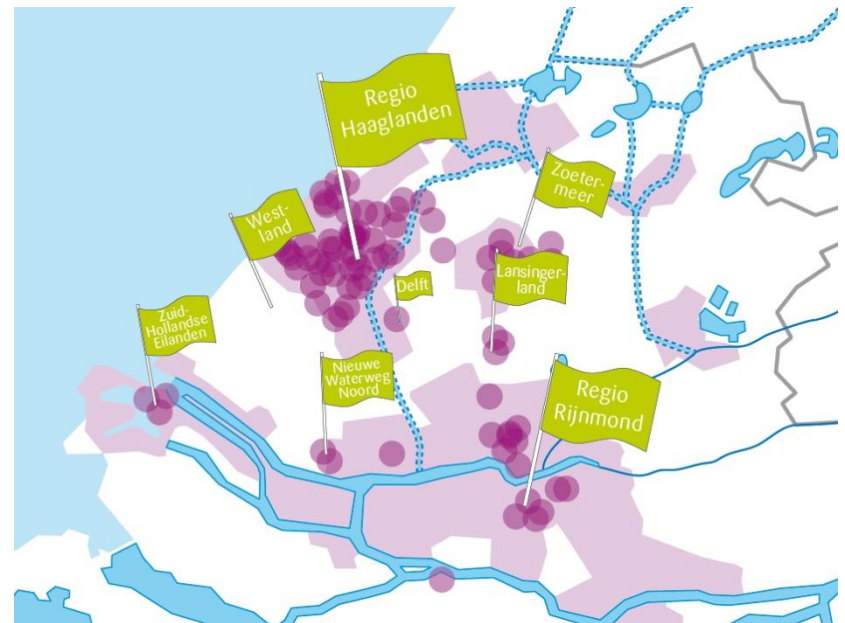 Regio
Haaglanden
Zoeter-
meer
West-
land
Lansinger-
land
Delft
Zuid-
Hollandse
Eilanden
Nieuwe
Waterweg
Noord
Regio
Rijnmond